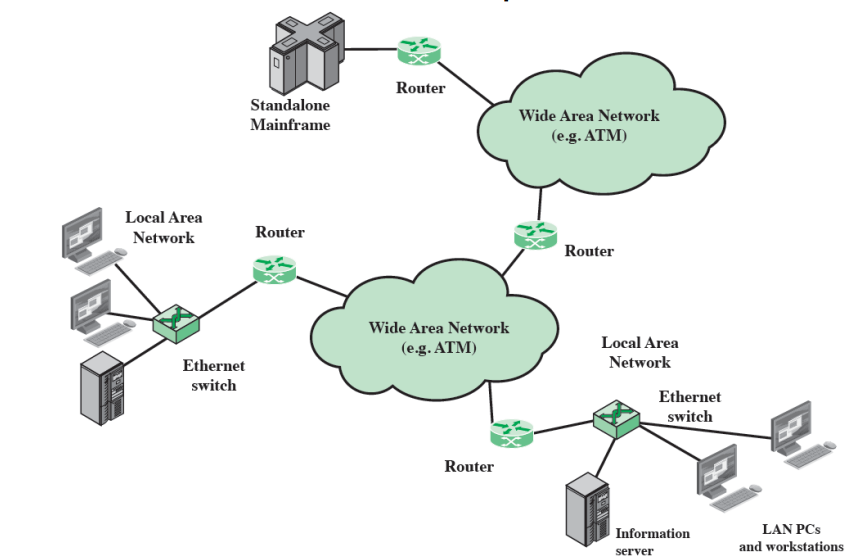 Standalone
Mainframe
Router
Wide Area Network
(e.g. ATM)
Local Area
Network
Router
Router
Ethernet
switch
Wide Area Network
(e.g. ATM)
Local Area
Network
Ethernet
switch
Router
Information
server
LAN PCs
and workstations